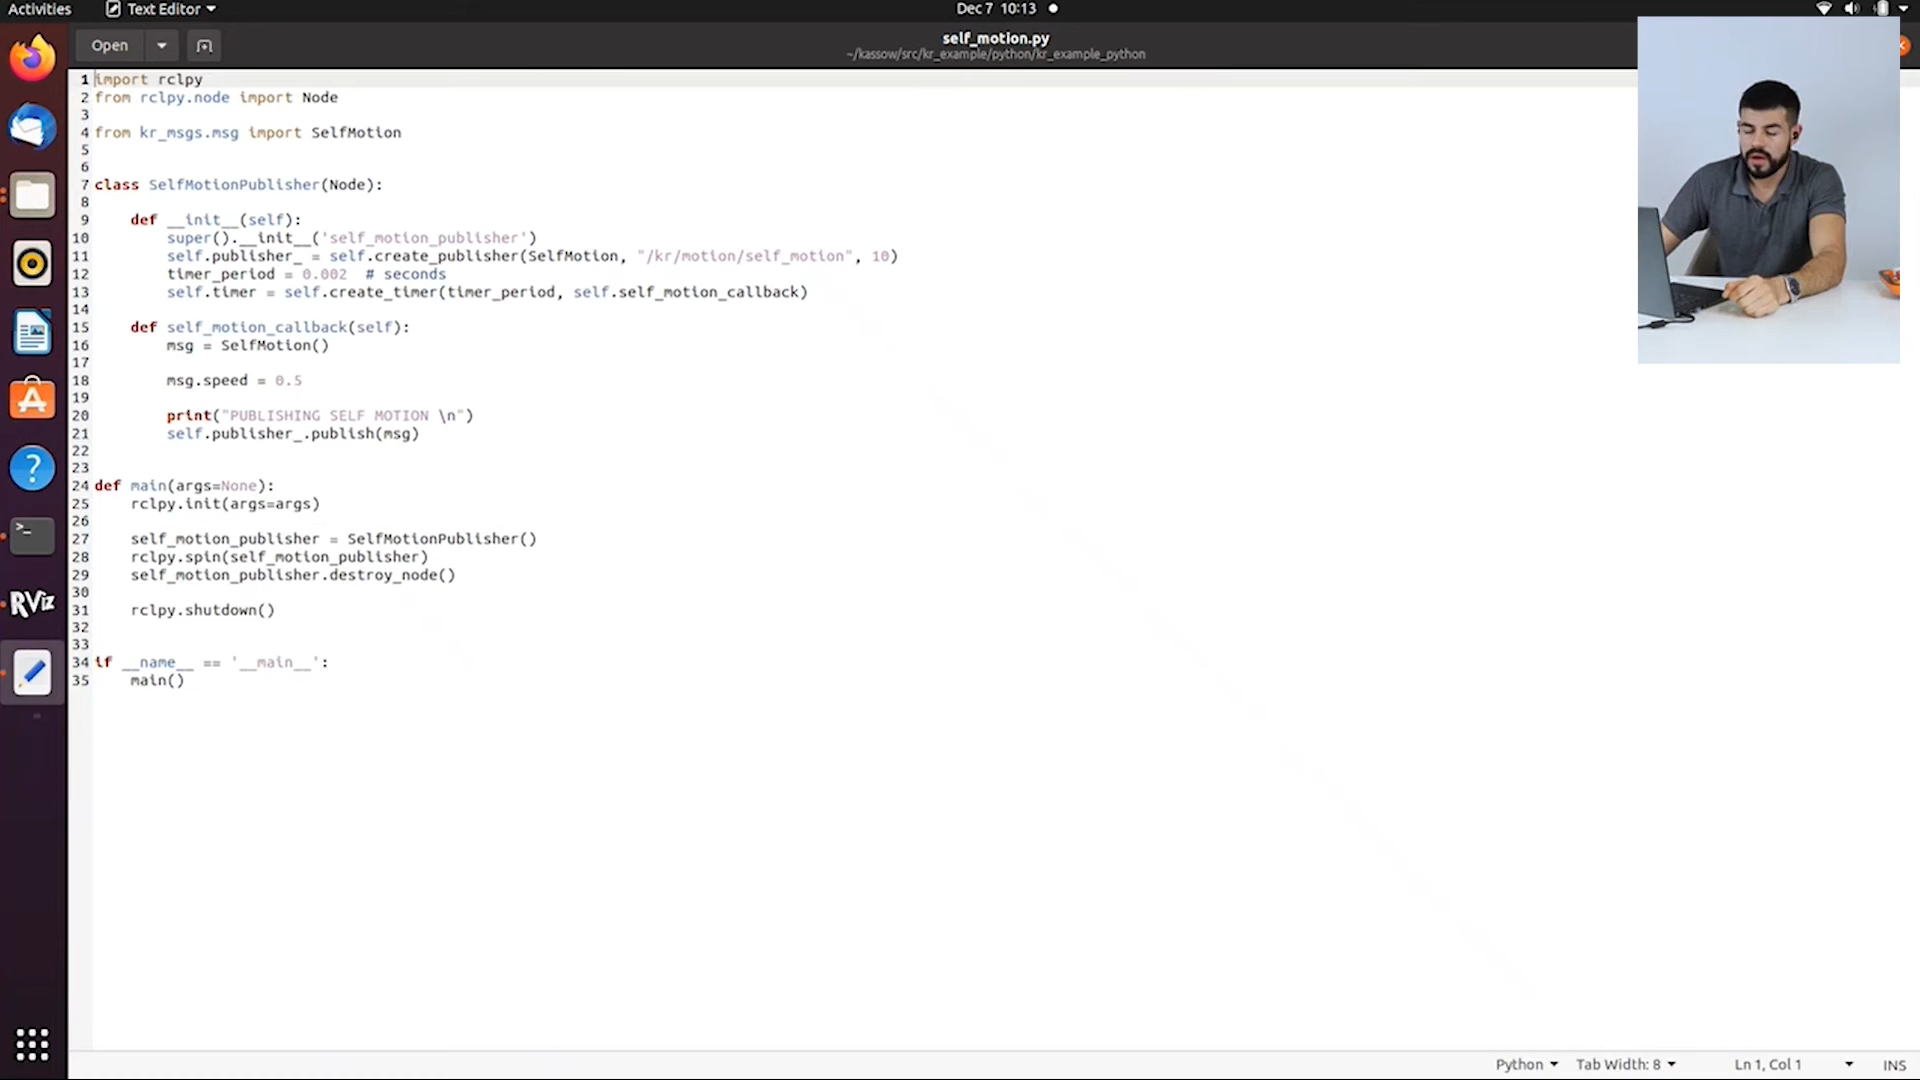 Activities
Text Editor
Dec 7 10:13
Open
self_motion.py
~/kassow/src/kr_example/python/kr_example_python
1 import rclpy
2 from rclpy.node import Node
3
4 from kr_msgs.msg import SelfMotion
5
6
7 class SelfMotionPublisher(Node):
8
9     def __init__(self):
10         super().__init__('self_motion_publisher')
11         self.publisher_ = self.create_publisher(SelfMotion, "/kr/motion/self_motion", 10)
12         timer_period = 0.002  # seconds
13         self.timer = self.create_timer(timer_period, self.self_motion_callback)
14
15     def self_motion_callback(self):
16         msg = SelfMotion()
17
18         msg.speed = 0.5
19
20         print("PUBLISHING SELF MOTION \n")
21         self.publisher_.publish(msg)
22
23
24 def main(args=None):
25     rclpy.init(args=args)
26
27     self_motion_publisher = SelfMotionPublisher()
28     rclpy.spin(self_motion_publisher)
29     self_motion_publisher.destroy_node()
30
31     rclpy.shutdown()
32
33
34 if __name__ == '__main__':
35     main()
RViz
Python
Tab Width: 8
Ln 1, Col 1
INS